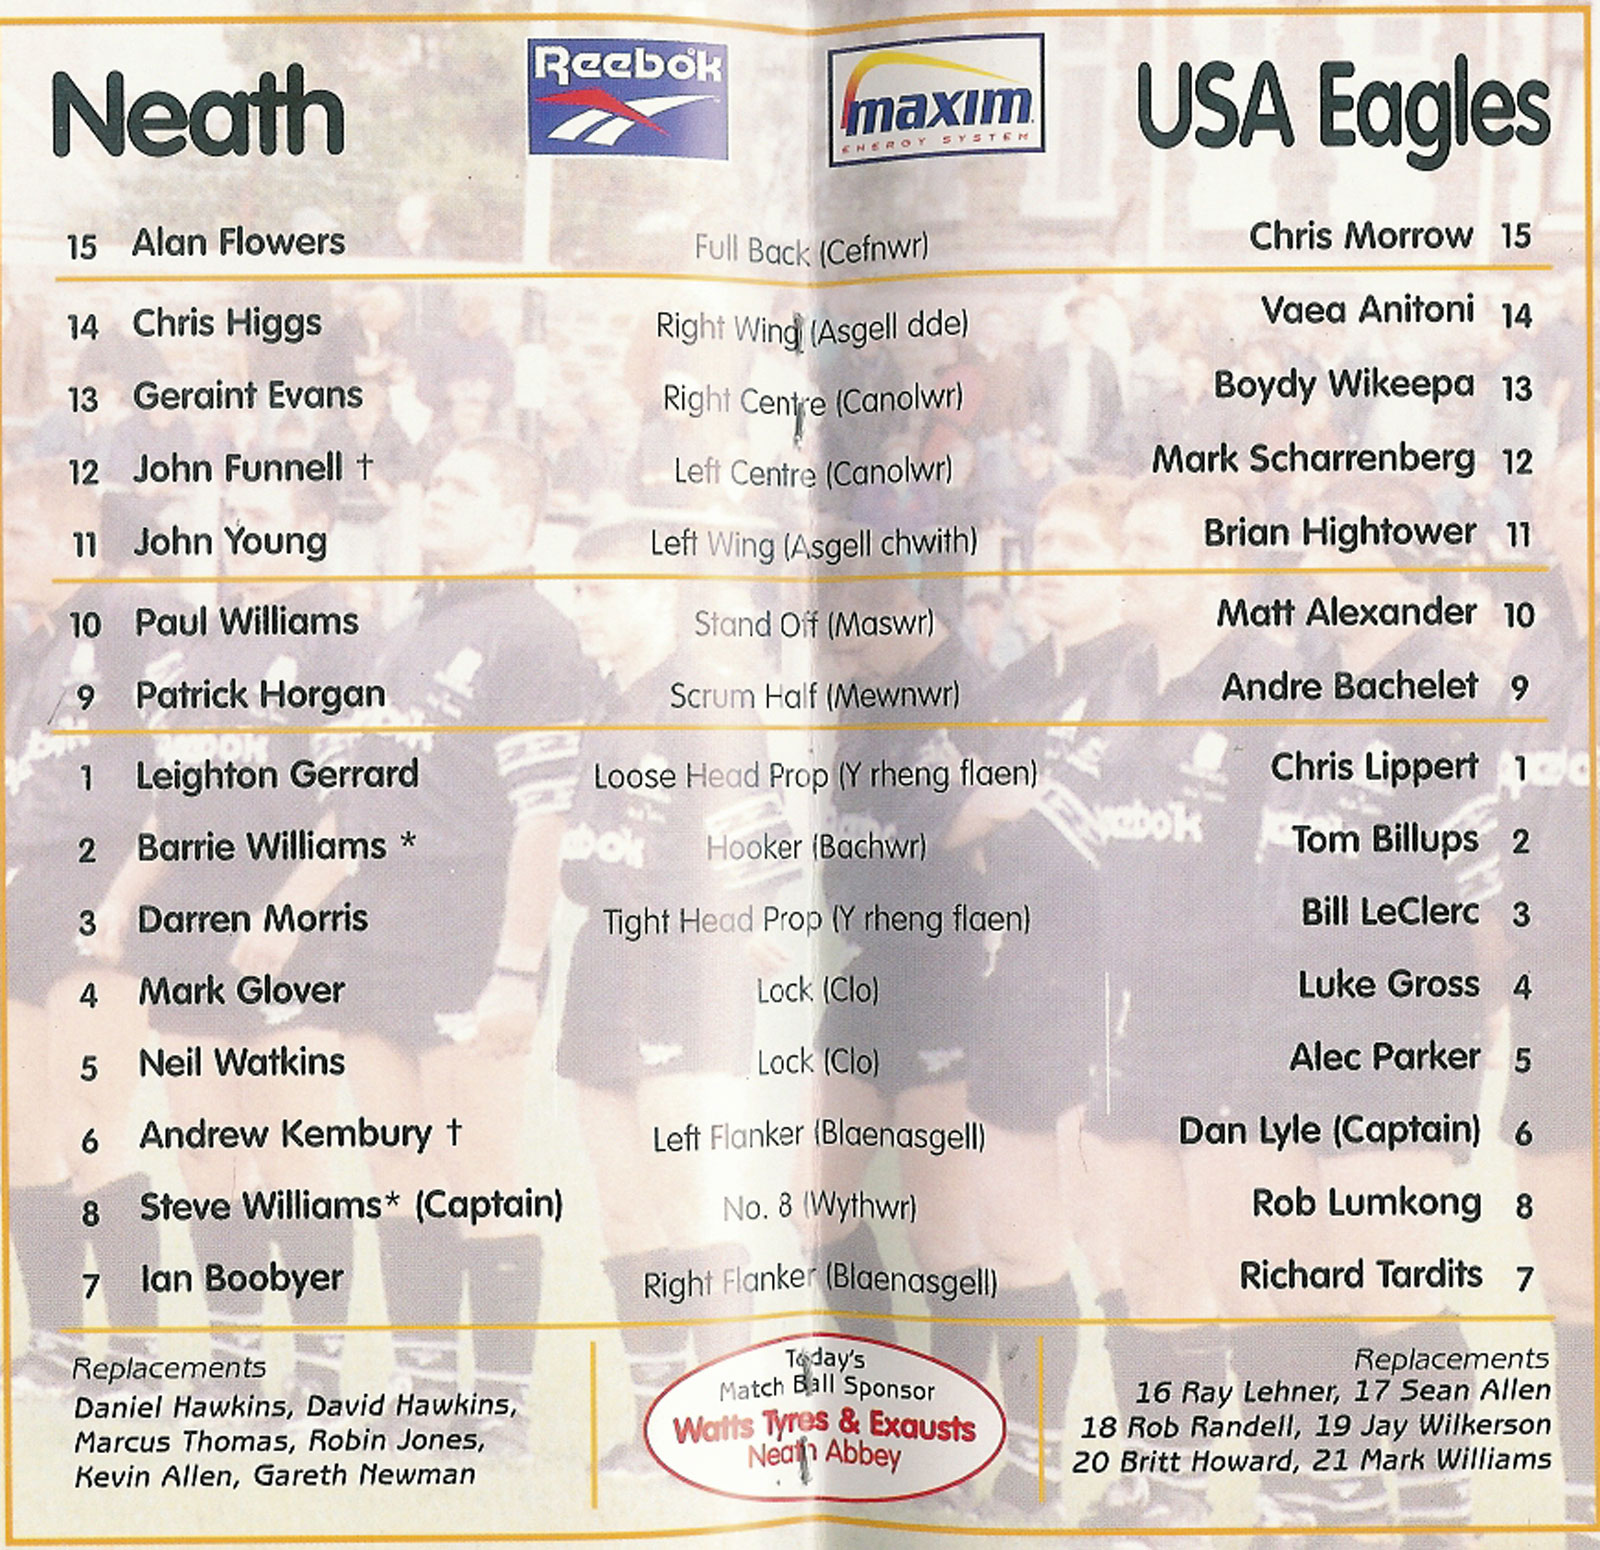 Neath
Reebok
maxim
ENERGY SYSTEM
USA Eagles
15 Alan Flowers Full Back (Cefnwr) Chris Morrow 15
14 Chris Higgs Right Wing (Asgell dde) Vaea Anitoni 14
13 Geraint Evans Right Centre (Canolwr) Boydy Wikeepa 13
12 John Funnell † Left Centre (Canolwr) Mark Scharrenberg 12
11 John Young Left Wing (Asgell chwith) Brian Hightower 11
10 Paul Williams Stand Off (Maswr) Matt Alexander 10
9 Patrick Horgan Scrum Half (Mewnwr) Andre Bachelet 9
1 Leighton Gerrard Loose Head Prop (Y rheng flaen) Chris Lippert 1
2 Barrie Williams * Hooker (Bachwr) Tom Billups 2
3 Darren Morris Tight Head Prop (Y rheng flaen) Bill LeClerc 3
4 Mark Glover Lock (Clo) Luke Gross 4
5 Neil Watkins Lock (Clo) Alec Parker 5
6 Andrew Kembury † Left Flanker (Blaenasgell) Dan Lyle (Captain) 6
8 Steve Williams* (Captain) No. 8 (Wythwr) Rob Lumkong 8
7 Ian Boobyer Right Flanker (Blaenasgell) Richard Tardits 7
Replacements
Daniel Hawkins, David Hawkins,
Marcus Thomas, Robin Jones,
Kevin Allen, Gareth Newman
Today's
Match Ball Sponsor
Watts Tyres & Exausts
Neath Abbey
Replacements
16 Ray Lehner, 17 Sean Allen
18 Rob Randell, 19 Jay Wilkerson
20 Britt Howard, 21 Mark Williams